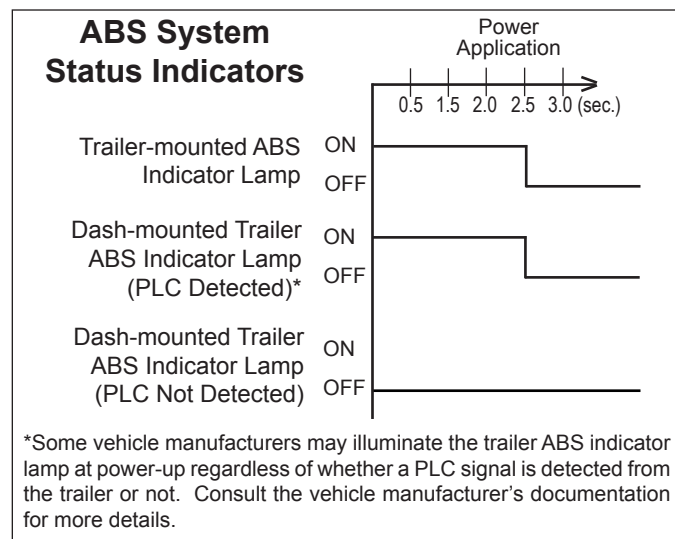 ABS System
Status Indicators
Power
Application
0.5 1.5 2.0 2.5 3.0 (sec.)
Trailer-mounted ABS
Indicator Lamp
ON
OFF
Dash-mounted Trailer
ABS Indicator Lamp
(PLC Detected)*
ON
OFF
Dash-mounted Trailer
ABS Indicator Lamp
(PLC Not Detected)
ON
OFF
*Some vehicle manufacturers may illuminate the trailer ABS indicator
lamp at power-up regardless of whether a PLC signal is detected from
the trailer or not. Consult the vehicle manufacturer's documentation
for more details.